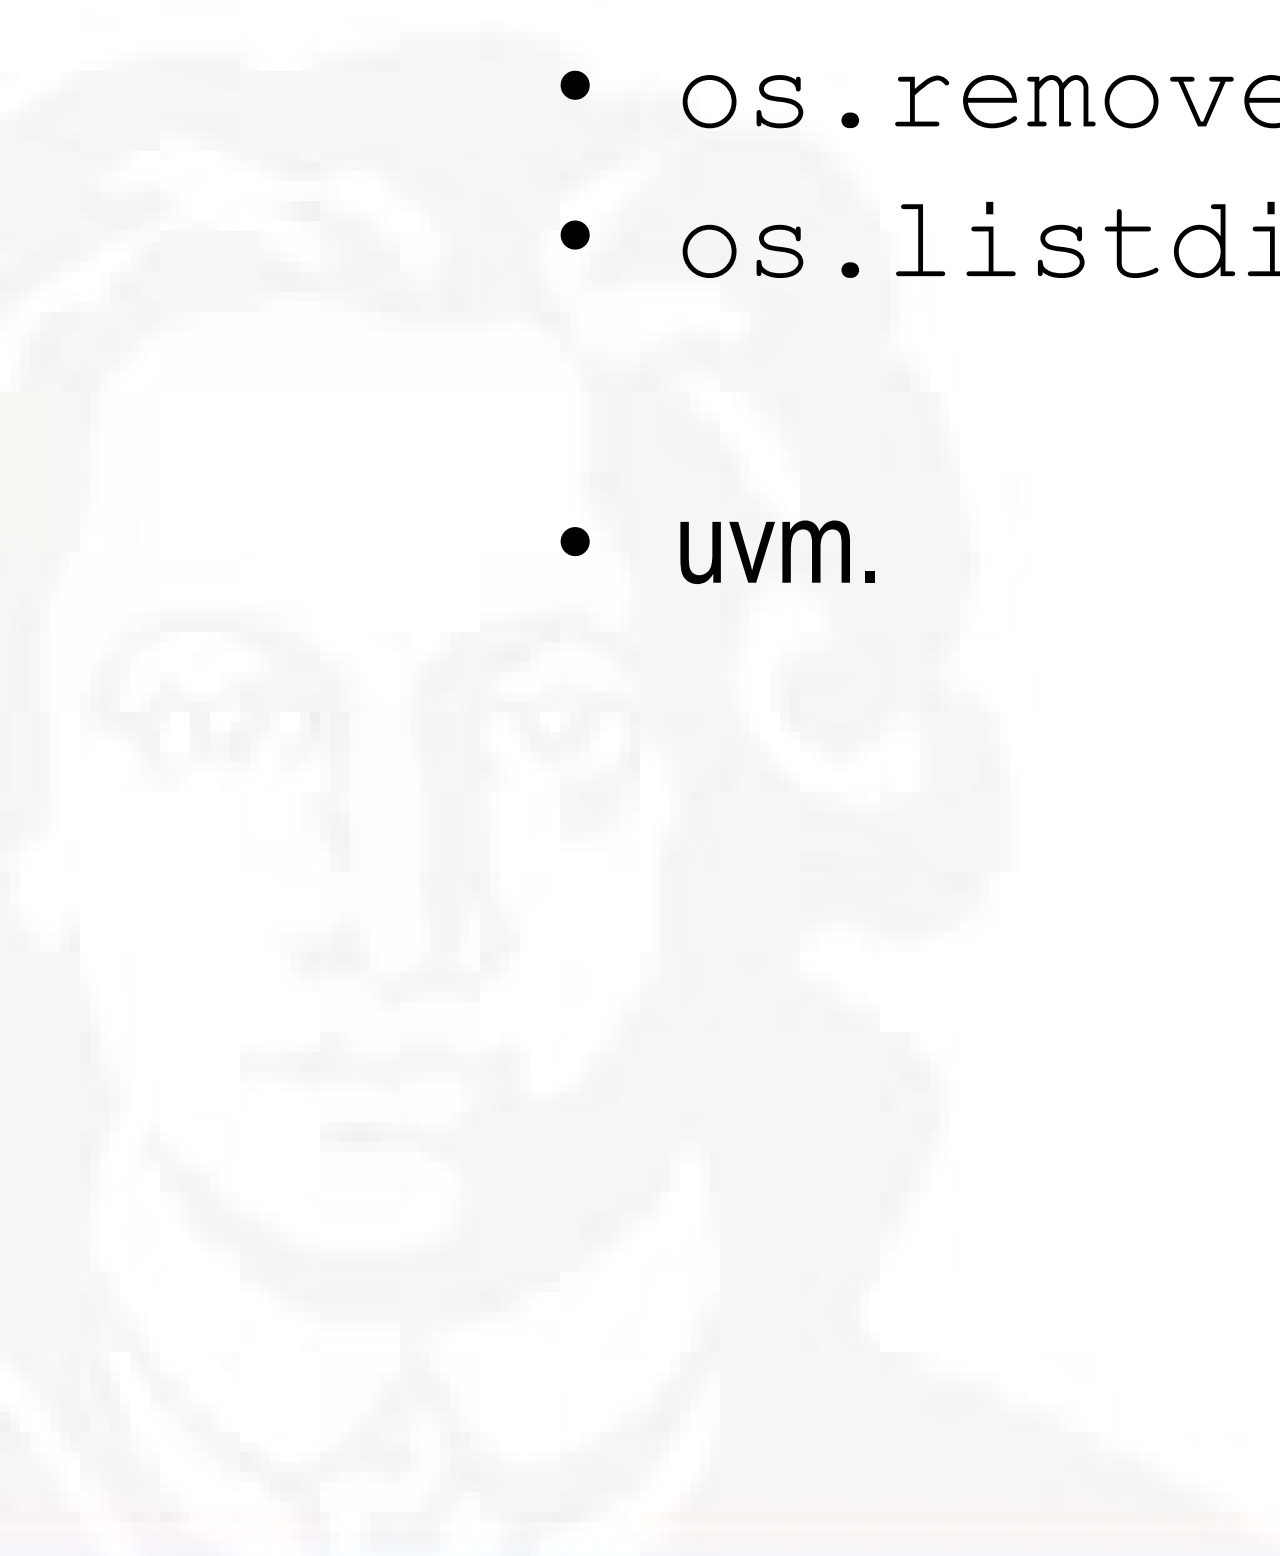 • os.remove
• os.listdi
• uvm.